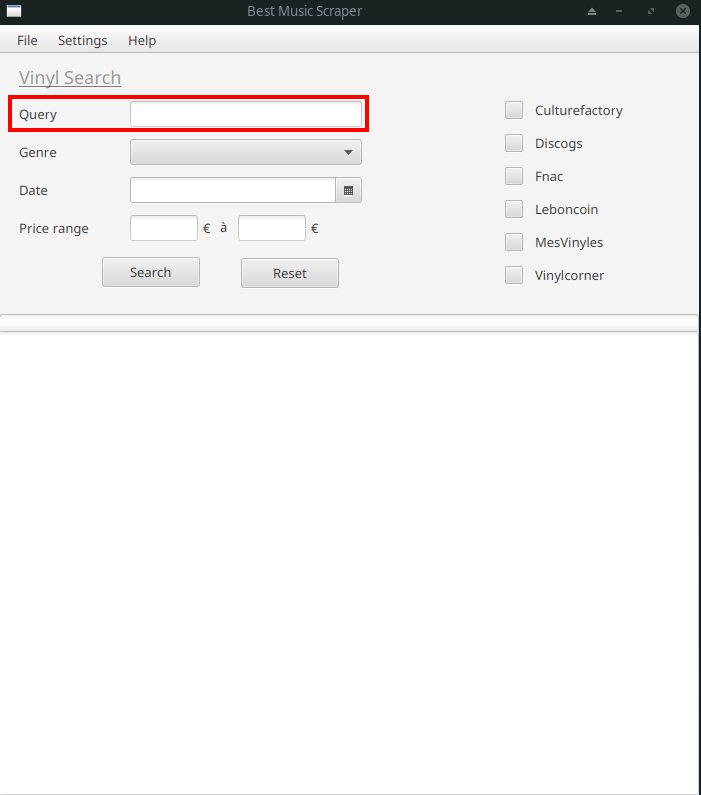 Best Music Scraper
File Settings Help
Vinyl Search
Query
Genre
Date
Price range € à €
Search Reset
Culturefactory
Discogs
Fnac
Leboncoin
MesVinyles
Vinylcorner